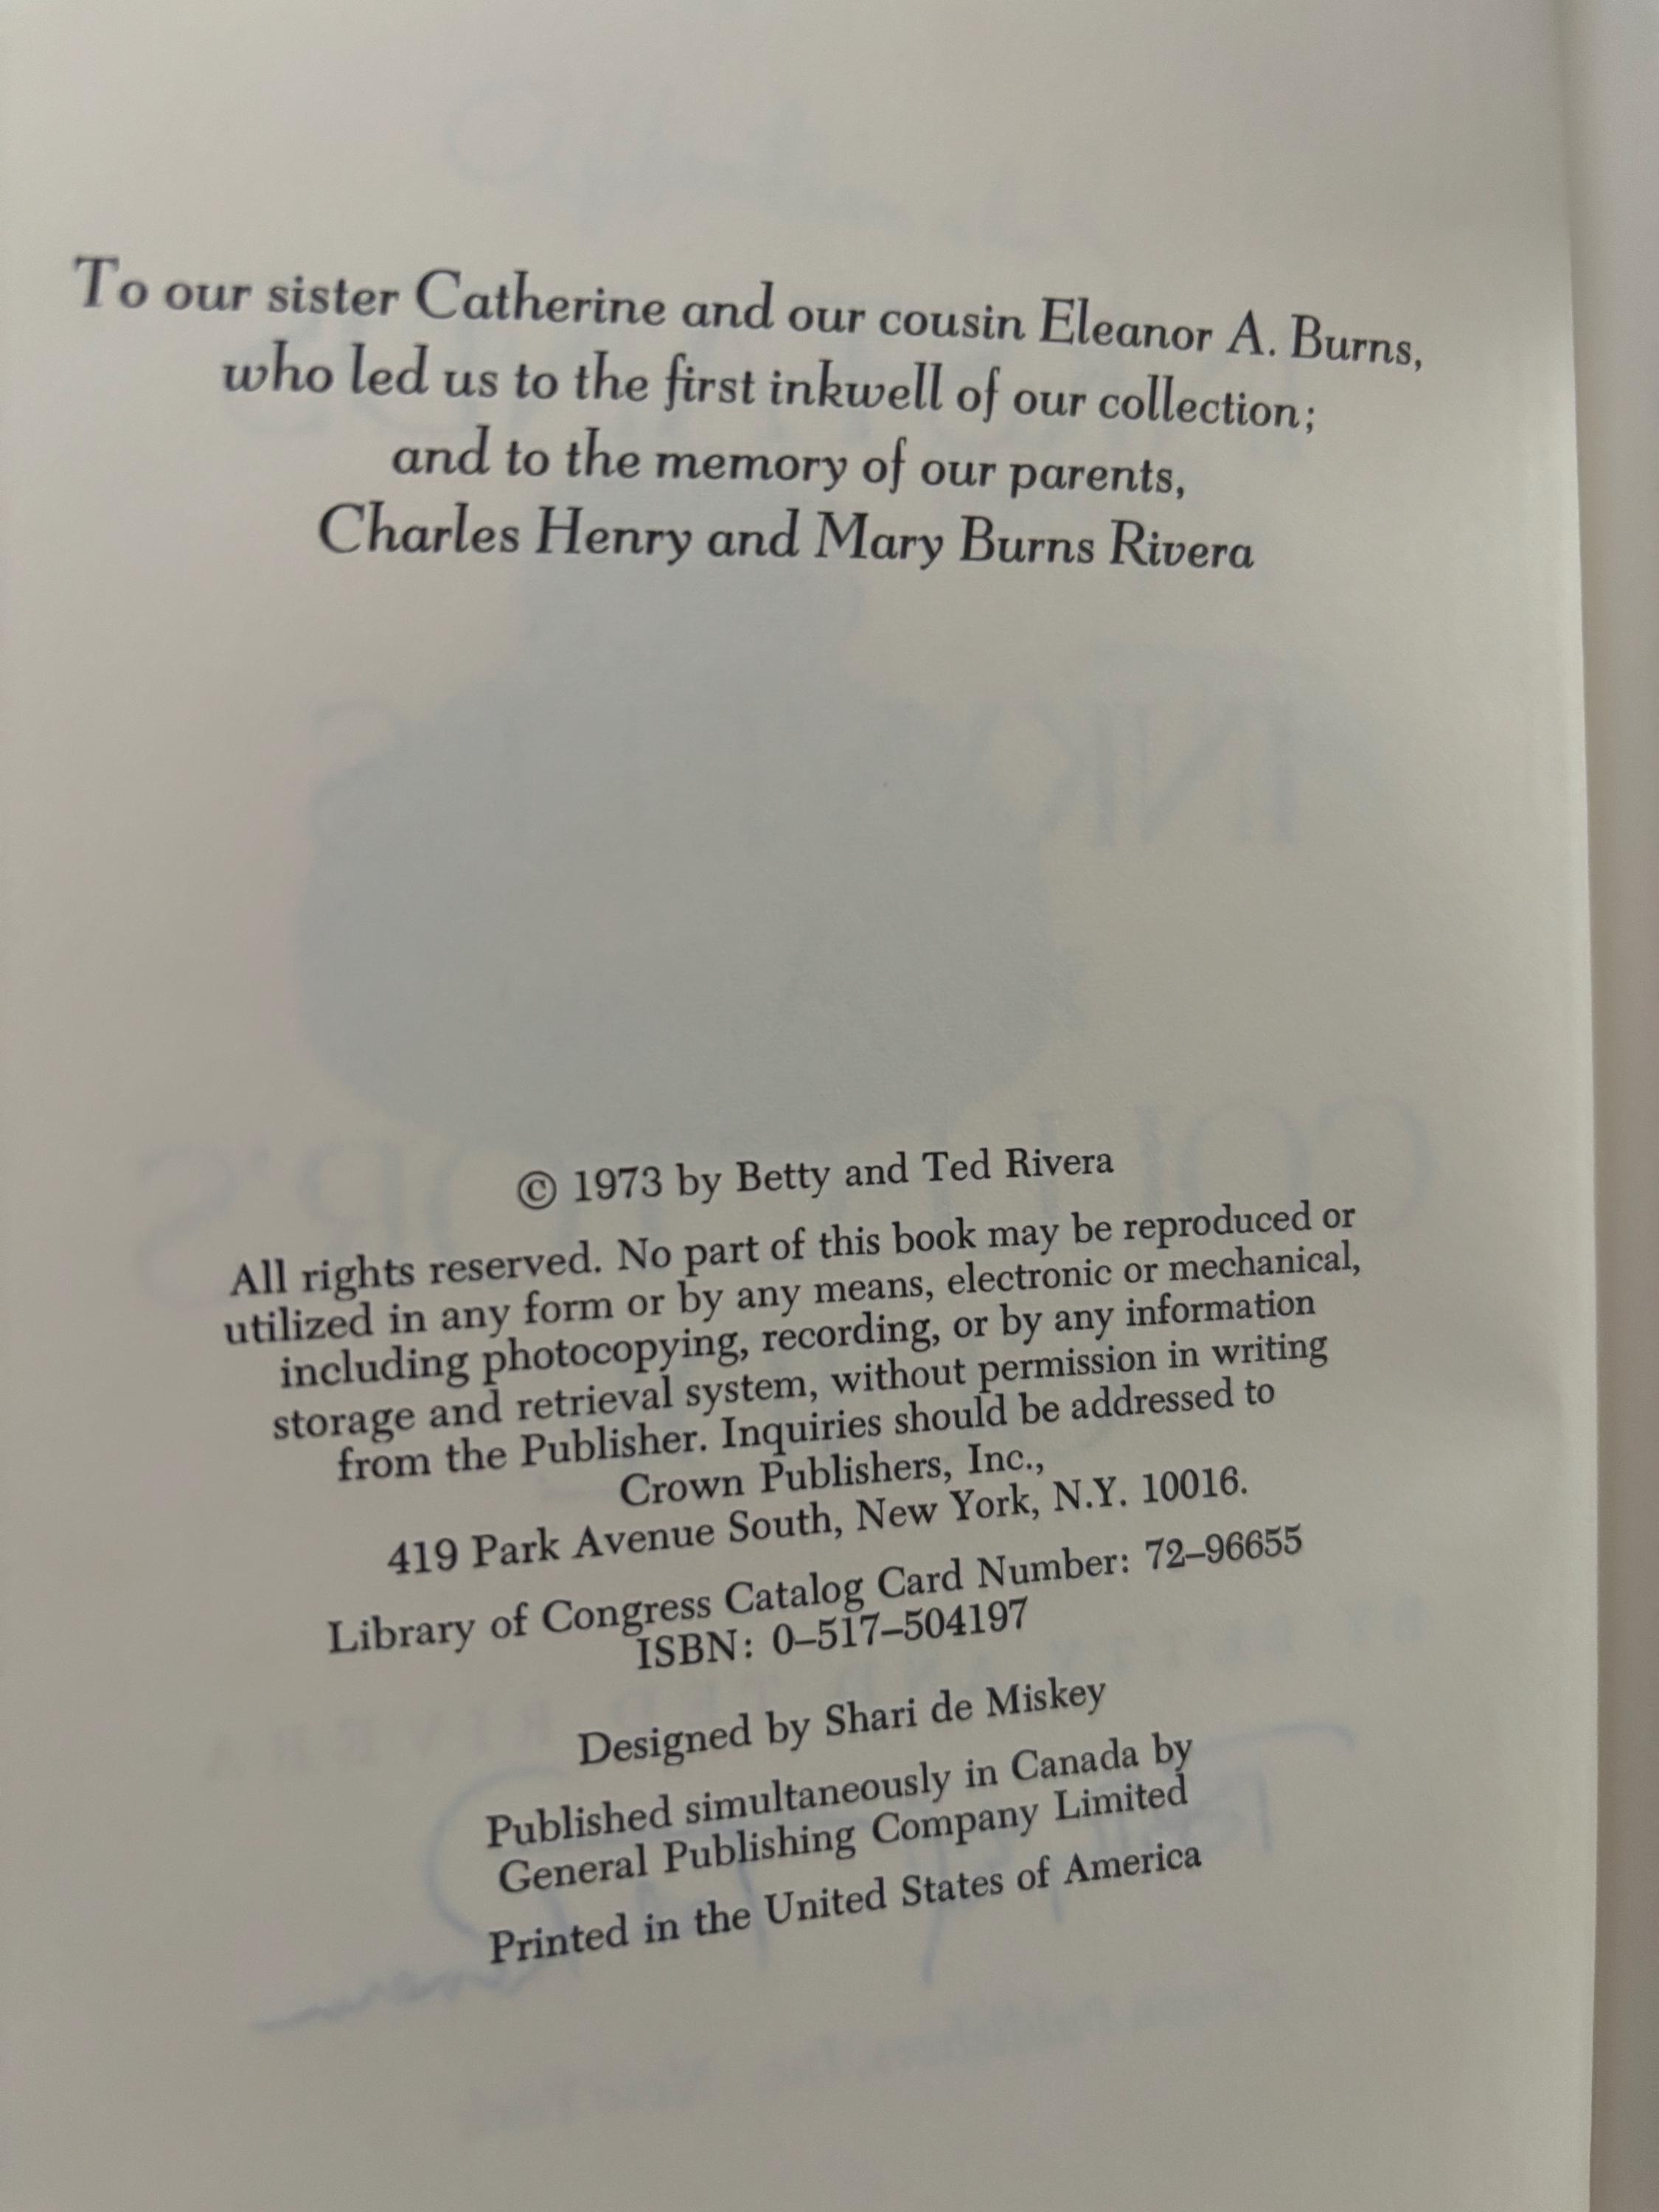 To our sister Catherine and our cousin Eleanor A. Burns,
who led us to the first inkwell of our collection;
and to the memory of our parents,
Charles Henry and Mary Burns Rivera
© 1973 by Betty and Ted Rivera
All rights reserved. No part of this book may be reproduced or
utilized in any form or by any means, electronic or mechanical,
including photocopying, recording, or by any information
storage and retrieval system, without permission in writing
from the Publisher. Inquiries should be addressed to
Crown Publishers, Inc.,
419 Park Avenue South, New York, N.Y. 10016.
Library of Congress Catalog Card Number: 72–96655
ISBN: 0–517–504197
Designed by Shari de Miskey
Published simultaneously in Canada by
General Publishing Company Limited
Printed in the United States of America